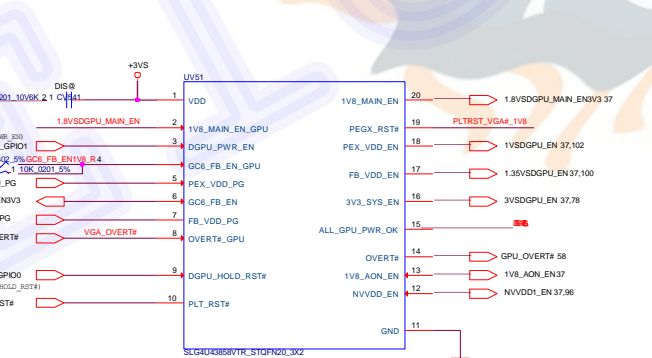 +3VS
DIS@
201_10V6K 2 1 CV141
UV51
1 VDD
1V8_MAIN_EN 20 1.8VSDGPU_MAIN_EN3V3 37
1.8VSDGPU_MAIN_EN 2 1V8_MAIN_EN_GPU
PEGX_RST# 19 PLTRST_VGA#_1V8
WR_EN)
_GPIO1 3 DGPU_PWR_EN
PEX_VDD_EN 18 1VSDGPU_EN 37,102
02_5% GC6_FB_EN1V8_R 4 GC6_FB_EN_GPU
1 10K_0201_5%
FB_VDD_EN 17 1.35VSDGPU_EN 37,100
_PG 5 PEX_VDD_PG
EN3V3 6 GC6_FB_EN
3V3_SYS_EN 16 3VSDGPU_EN 37,78
PG 7 FB_VDD_PG
ALL_GPU_PWR_OK 15
ERT# VGA_OVERT# 8 OVERT#_GPU
OVERT# 14 GPU_OVERT# 58
GPIO0 9 DGPU_HOLD_RST#
1V8_AON_EN 13 1V8_AON_EN 37
HOLD_RST#)
NVVDD_EN 12 NVVDD1_EN 37,96
ST# 10 PLT_RST#
GND 11
SLG4U43858VTR_STQFN20_3X2